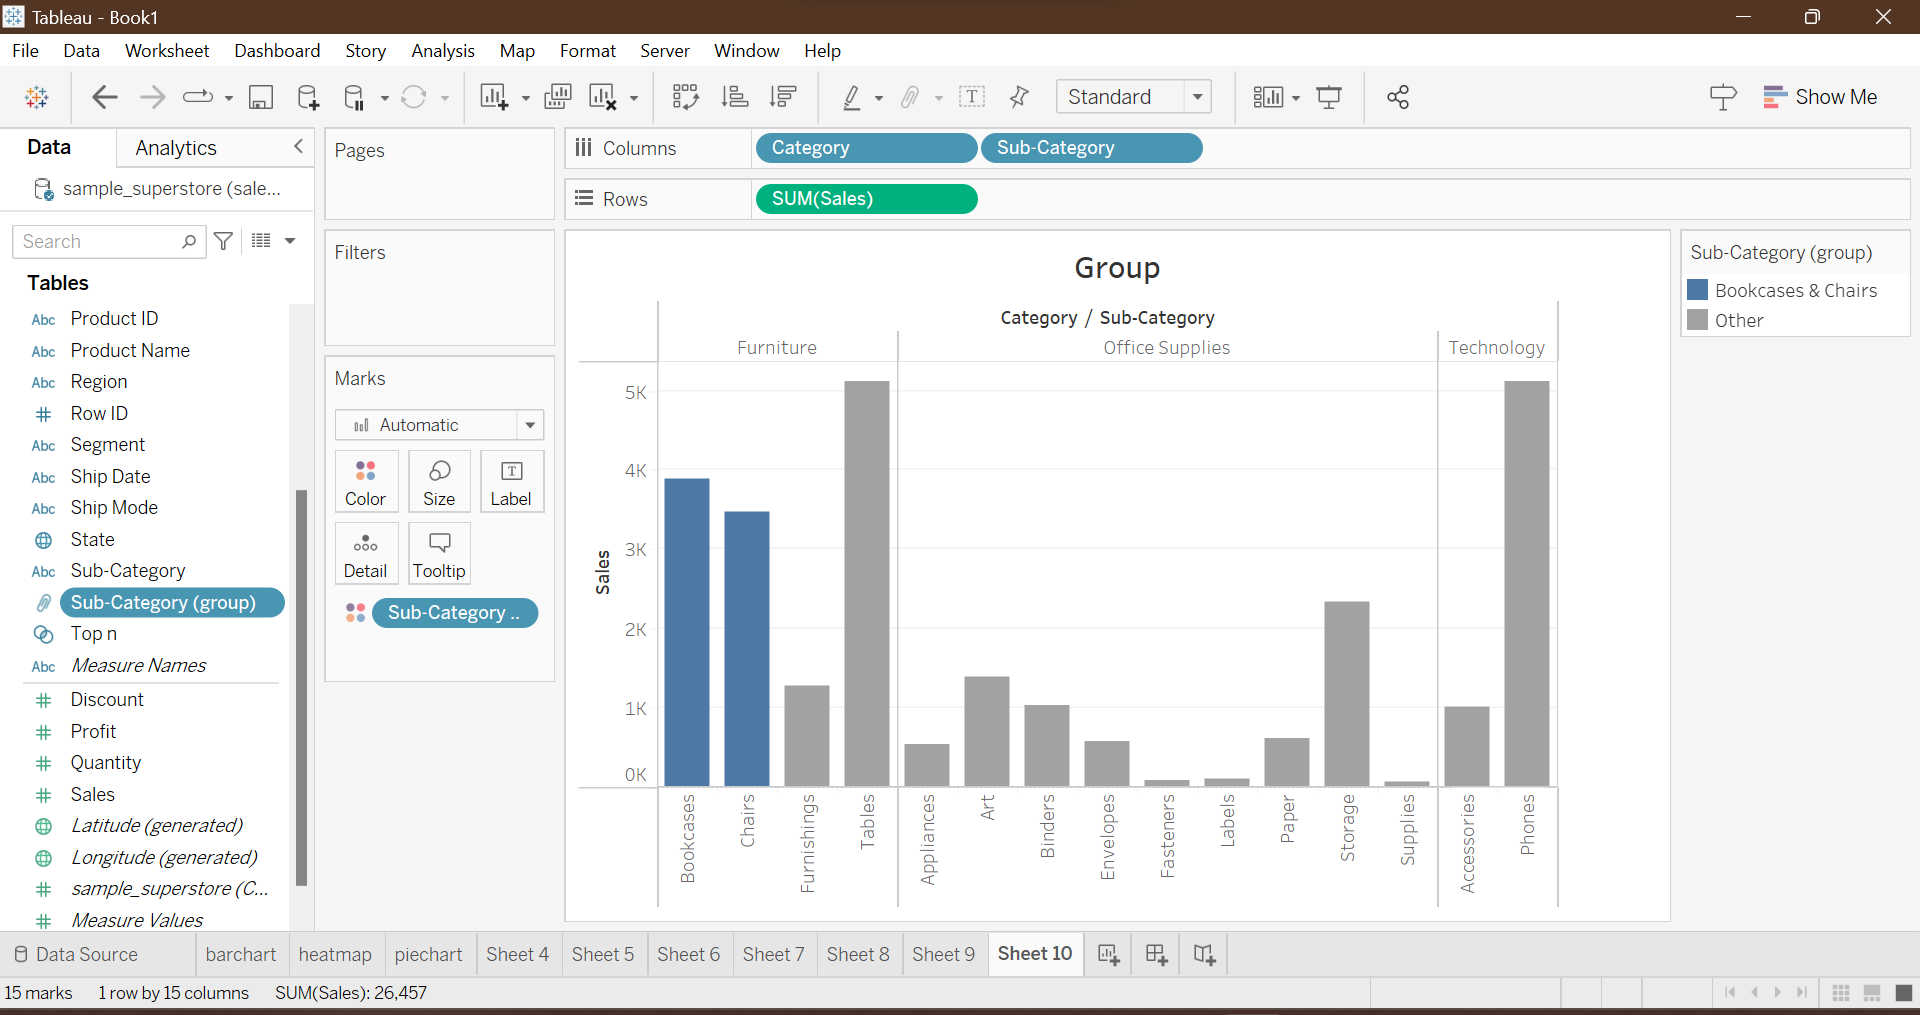 Tableau - Book1
File Data Worksheet Dashboard Story Analysis Map Format Server Window Help
Standard
Show Me
Data Analytics
sample_superstore (sale...
Search
Tables
Abc Product ID
Abc Product Name
Abc Region
# Row ID
Abc Segment
Abc Ship Date
Abc Ship Mode
State
Abc Sub-Category
Sub-Category (group)
Top n
Abc Measure Names
# Discount
# Profit
# Quantity
# Sales
Latitude (generated)
Longitude (generated)
# sample_superstore (C...
# Measure Values
Pages
Filters
Marks
Automatic
Color Size Label
Detail Tooltip
Sub-Category ..
Columns Category Sub-Category
Rows SUM(Sales)
Group
Category / Sub-Category
Furniture Office Supplies Technology
Sales
5K
4K
3K
2K
1K
0K
Bookcases
Chairs
Furnishings
Tables
Appliances
Art
Binders
Envelopes
Fasteners
Labels
Paper
Storage
Supplies
Accessories
Phones
Sub-Category (group)
Bookcases & Chairs
Other
Data Source barchart heatmap piechart Sheet 4 Sheet 5 Sheet 6 Sheet 7 Sheet 8 Sheet 9 Sheet 10
15 marks 1 row by 15 columns SUM(Sales): 26,457